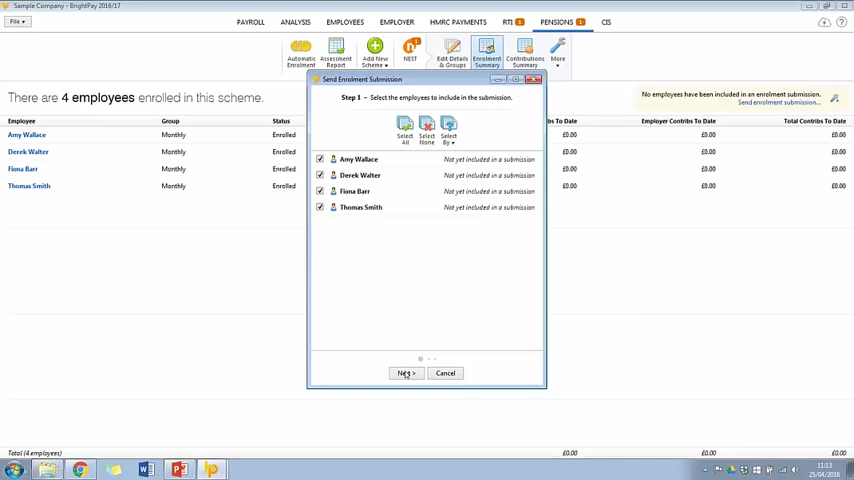 Sample Company - BrightPay 2016/17
File
PAYROLL ANALYSIS EMPLOYEES EMPLOYER HMRC PAYMENTS RTI 1 PENSIONS 1 CIS
Automatic Enrolment
Assessment Report
Add New Scheme
NEST
Edit Details & Groups
Enrolment Summary
Contributions Summary
More
There are 4 employees enrolled in this scheme.
No employees have been included in an enrolment submission.
Send enrolment submission...
Employee Group Status bs To Date Employer Contribs To Date Total Contribs To Date
Amy Wallace Monthly Enrolled £0.00 £0.00 £0.00
Derek Walter Monthly Enrolled £0.00 £0.00 £0.00
Fiona Barr Monthly Enrolled £0.00 £0.00 £0.00
Thomas Smith Monthly Enrolled £0.00 £0.00 £0.00
Send Enrolment Submission
Step 1 - Select the employees to include in the submission.
Select All
Select None
Select By
Amy Wallace Not yet included in a submission
Derek Walter Not yet included in a submission
Fiona Barr Not yet included in a submission
Thomas Smith Not yet included in a submission
Next > Cancel
Total (4 employees) £0.00 £0.00 £0.00
11:13
25/04/2016